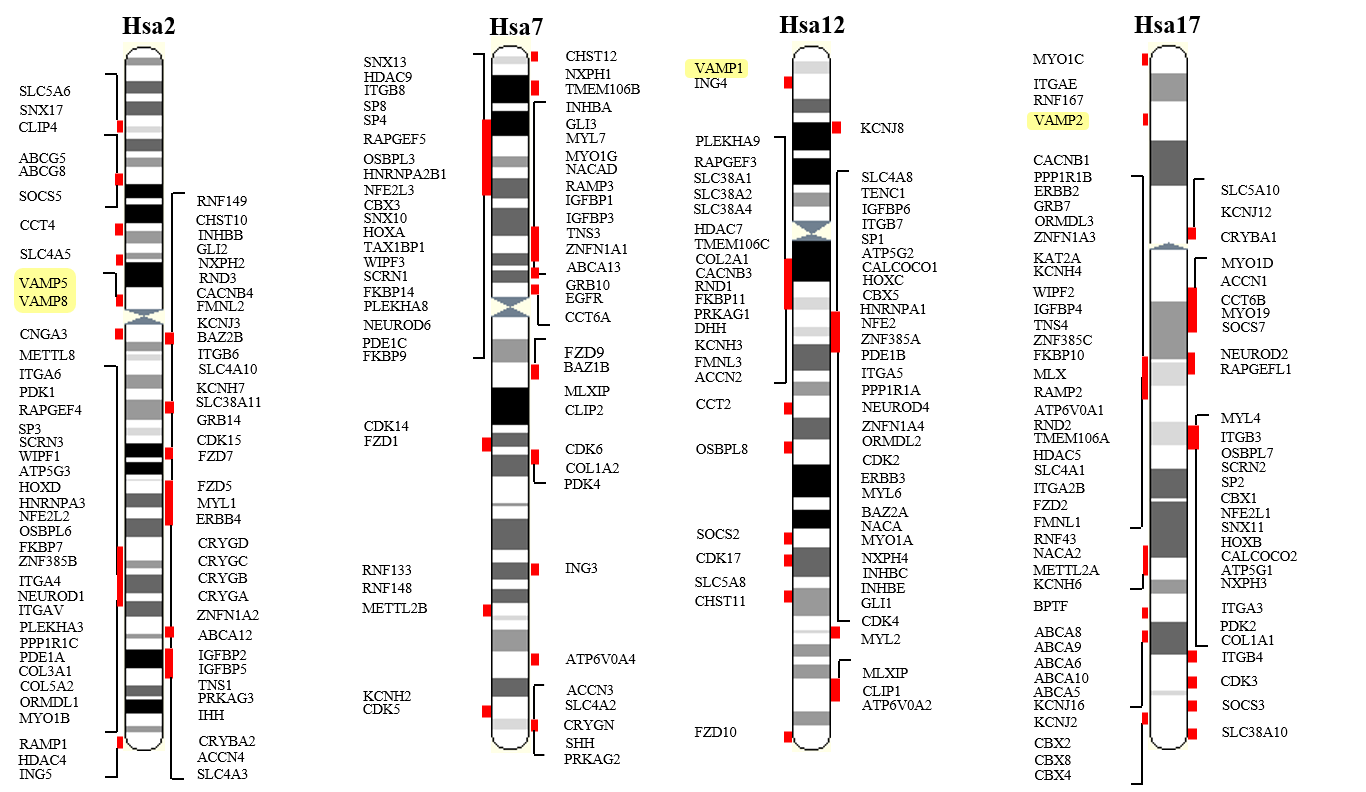 Hsa2
SLC5A6
SNX17
CLIP4
ABCG5
ABCG8
SOCS5
CCT4
SLC4A5
VAMP5
VAMP8
CNGA3
METTL8
ITGA6
PDK1
RAPGEF4
SP3
SCRN3
WIPF1
ATP5G3
HOXD
HNRNPA3
NFE2L2
OSBPL6
FKBP7
ZNF385B
ITGA4
NEUROD1
ITGAV
PLEKHA3
PPP1R1C
PDE1A
COL3A1
COL5A2
ORMDL1
MYO1B
RAMP1
HDAC4
ING5
RNF149
CHST10
INHBB
GLI2
NXPH2
RND3
CACNB4
FMNL2
KCNJ3
BAZ2B
ITGB6
SLC4A10
KCNH7
SLC38A11
GRB14
CDK15
FZD7
FZD5
MYL1
ERBB4
CRYGD
CRYGC
CRYGB
CRYGA
ZNFN1A2
ABCA12
IGFBP2
IGFBP5
TNS1
PRKAG3
IHH
CRYBA2
ACCN4
SLC4A3
Hsa7
SNX13
HDAC9
ITGB8
SP8
SP4
RAPGEF5
OSBPL3
HNRNPA2B1
NFE2L3
CBX3
SNX10
HOXA
TAX1BP1
WIPF3
SCRN1
FKBP14
PLEKHA8
NEUROD6
PDE1C
FKBP9
CDK14
FZD1
RNF133
RNF148
METTL2B
KCNH2
CDK5
CHST12
NXPH1
TMEM106B
INHBA
GLI3
MYL7
MYO1G
NACAD
RAMP3
IGFBP1
IGFBP3
TNS3
ZNFN1A1
ABCA13
GRB10
EGFR
CCT6A
FZD9
BAZ1B
MLXIP
CLIP2
CDK6
COL1A2
PDK4
ING3
ATP6V0A4
ACCN3
SLC4A2
CRYGN
SHH
PRKAG2
Hsa12
VAMP1
ING4
PLEKHA9
RAPGEF3
SLC38A1
SLC38A2
SLC38A4
HDAC7
TMEM106C
COL2A1
CACNB3
RND1
FKBP11
PRKAG1
DHH
KCNH3
FMNL3
ACCN2
CCT2
OSBPL8
SOCS2
CDK17
SLC5A8
CHST11
FZD10
KCNJ8
SLC4A8
TENC1
IGFBP6
ITGB7
SP1
ATP5G2
CALCOCO1
HOXC
CBX5
HNRNPA1
NFE2
ZNF385A
PDE1B
ITGA5
PPP1R1A
NEUROD4
ZNFN1A4
ORMDL2
CDK2
ERBB3
MYL6
BAZ2A
NACA
MYO1A
NXPH4
INHBC
INHBE
GLI1
CDK4
MYL2
MLXIP
CLIP1
ATP6V0A2
Hsa17
MYO1C
ITGAE
RNF167
VAMP2
CACNB1
PPP1R1B
ERBB2
GRB7
ORMDL3
ZNFN1A3
KAT2A
KCNH4
WIPF2
IGFBP4
TNS4
ZNF385C
FKBP10
MLX
RAMP2
ATP6V0A1
RND2
TMEM106A
HDAC5
SLC4A1
ITGA2B
FZD2
FMNL1
RNF43
NACA2
METTL2A
KCNH6
BPTF
ABCA8
ABCA9
ABCA6
ABCA10
ABCA5
KCNJ16
KCNJ2
CBX2
CBX8
CBX4
SLC5A10
KCNJ12
CRYBA1
MYO1D
ACCN1
CCT6B
MYO19
SOCS7
NEUROD2
RAPGEFL1
MYL4
ITGB3
OSBPL7
SCRN2
SP2
CBX1
NFE2L1
SNX11
HOXB
CALCOCO2
ATP5G1
NXPH3
ITGA3
PDK2
COL1A1
ITGB4
CDK3
SOCS3
SLC38A10